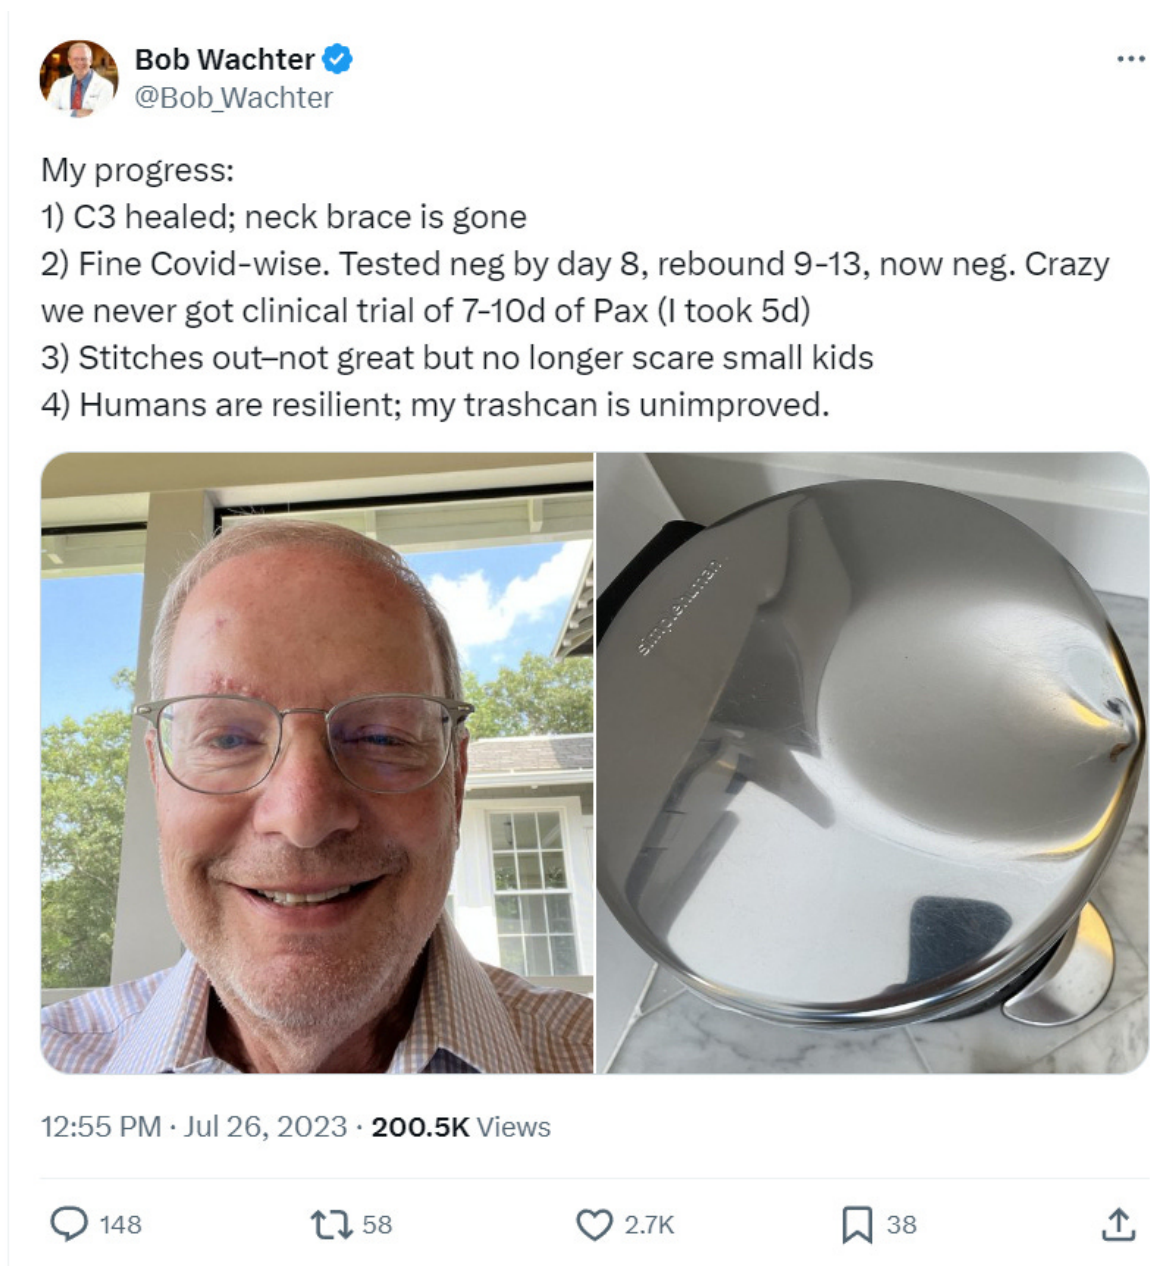 Bob Wachter
@Bob_Wachter
My progress:
1) C3 healed; neck brace is gone
2) Fine Covid-wise. Tested neg by day 8, rebound 9-13, now neg. Crazy
we never got clinical trial of 7-10d of Pax (I took 5d)
3) Stitches out–not great but no longer scare small kids
4) Humans are resilient; my trashcan is unimproved.
simplehuman
12:55 PM · Jul 26, 2023 · 200.5K Views
148 58 2.7K 38